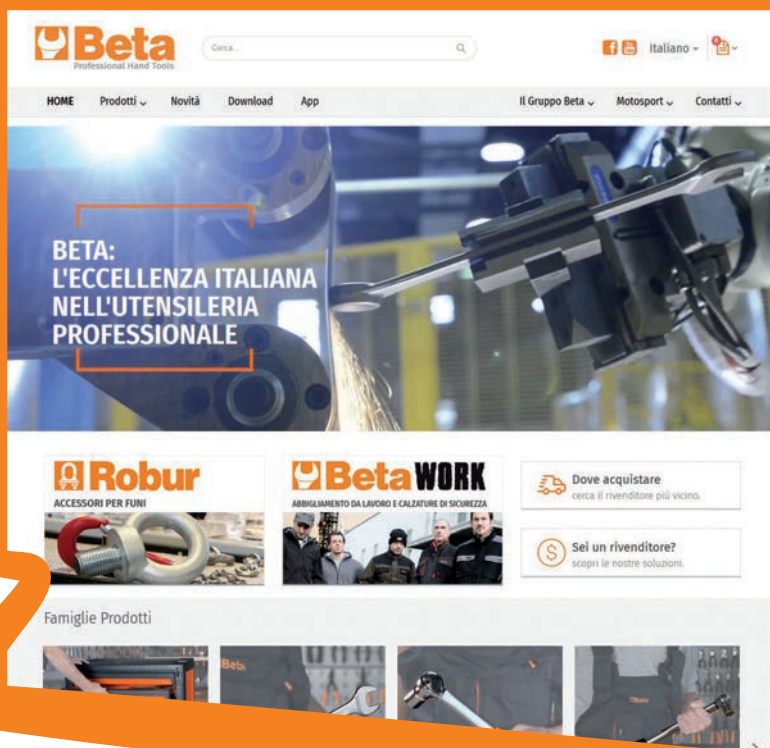 Beta
Professional Hand Tools
Cerca...
Italiano
0
HOME Prodotti Novità Download App Il Gruppo Beta Motosport Contatti
BETA:
L'ECCELLENZA ITALIANA
NELL'UTENSILERIA
PROFESSIONALE
Robur
ACCESSORI PER FUNI
Beta WORK
ABBIGLIAMENTO DA LAVORO E CALZATURE DI SICUREZZA
Dove acquistare
cerca il rivenditore più vicino.
Sei un rivenditore?
scopri le nostre soluzioni.
Famiglie Prodotti
Beta
Beta